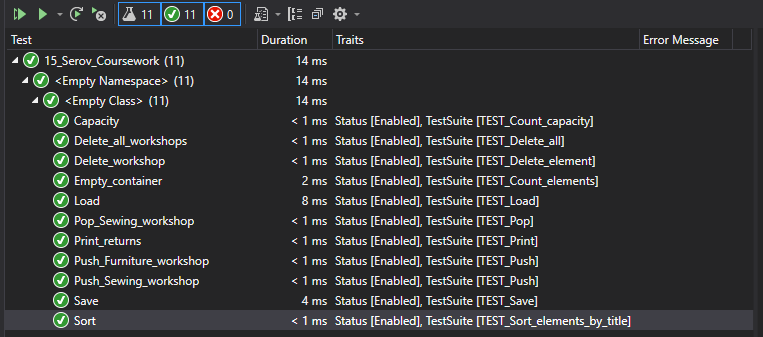 11 11 0
Test Duration Traits Error Message
15_Serov_Coursework (11) 14 ms
<Empty Namespace> (11) 14 ms
<Empty Class> (11) 14 ms
Capacity < 1 ms Status [Enabled], TestSuite [TEST_Count_capacity]
Delete_all_workshops < 1 ms Status [Enabled], TestSuite [TEST_Delete_all]
Delete_workshop < 1 ms Status [Enabled], TestSuite [TEST_Delete_element]
Empty_container 2 ms Status [Enabled], TestSuite [TEST_Count_elements]
Load 8 ms Status [Enabled], TestSuite [TEST_Load]
Pop_Sewing_workshop < 1 ms Status [Enabled], TestSuite [TEST_Pop]
Print_returns < 1 ms Status [Enabled], TestSuite [TEST_Print]
Push_Furniture_workshop < 1 ms Status [Enabled], TestSuite [TEST_Push]
Push_Sewing_workshop < 1 ms Status [Enabled], TestSuite [TEST_Push]
Save 4 ms Status [Enabled], TestSuite [TEST_Save]
Sort < 1 ms Status [Enabled], TestSuite [TEST_Sort_elements_by_title]